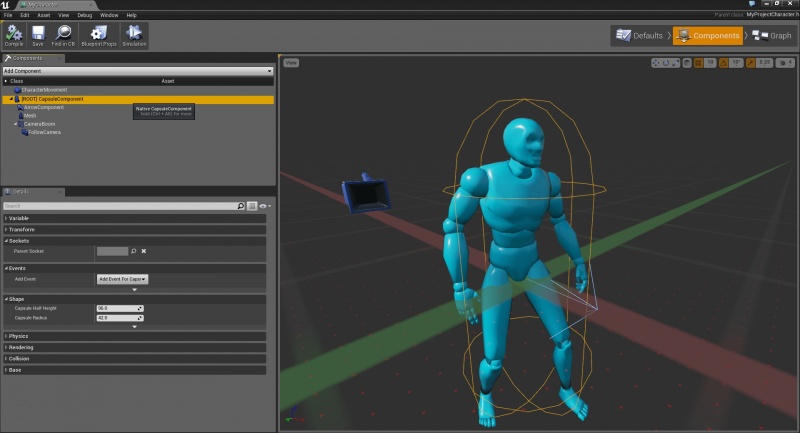 MyCharacter
File Edit Asset View Debug Window Help
Parent class: MyProjectCharacter.h
Compile Save Find in CB Blueprint Props Simulation
Defaults Components Graph
Components
Add Component
Class Asset
CharacterMovement
[ROOT] CapsuleComponent
ArrowComponent
Mesh
CameraBoom
FollowCamera
Native CapsuleComponent
hold (Ctrl + Alt) for more
View
10 10° 0.25 4
Details
Search
Variable
Transform
Sockets
Parent Socket
Events
Add Event Add Event For Capsu
Shape
Capsule Half Height 96.0
Capsule Radius 42.0
Physics
Rendering
Collision
Base